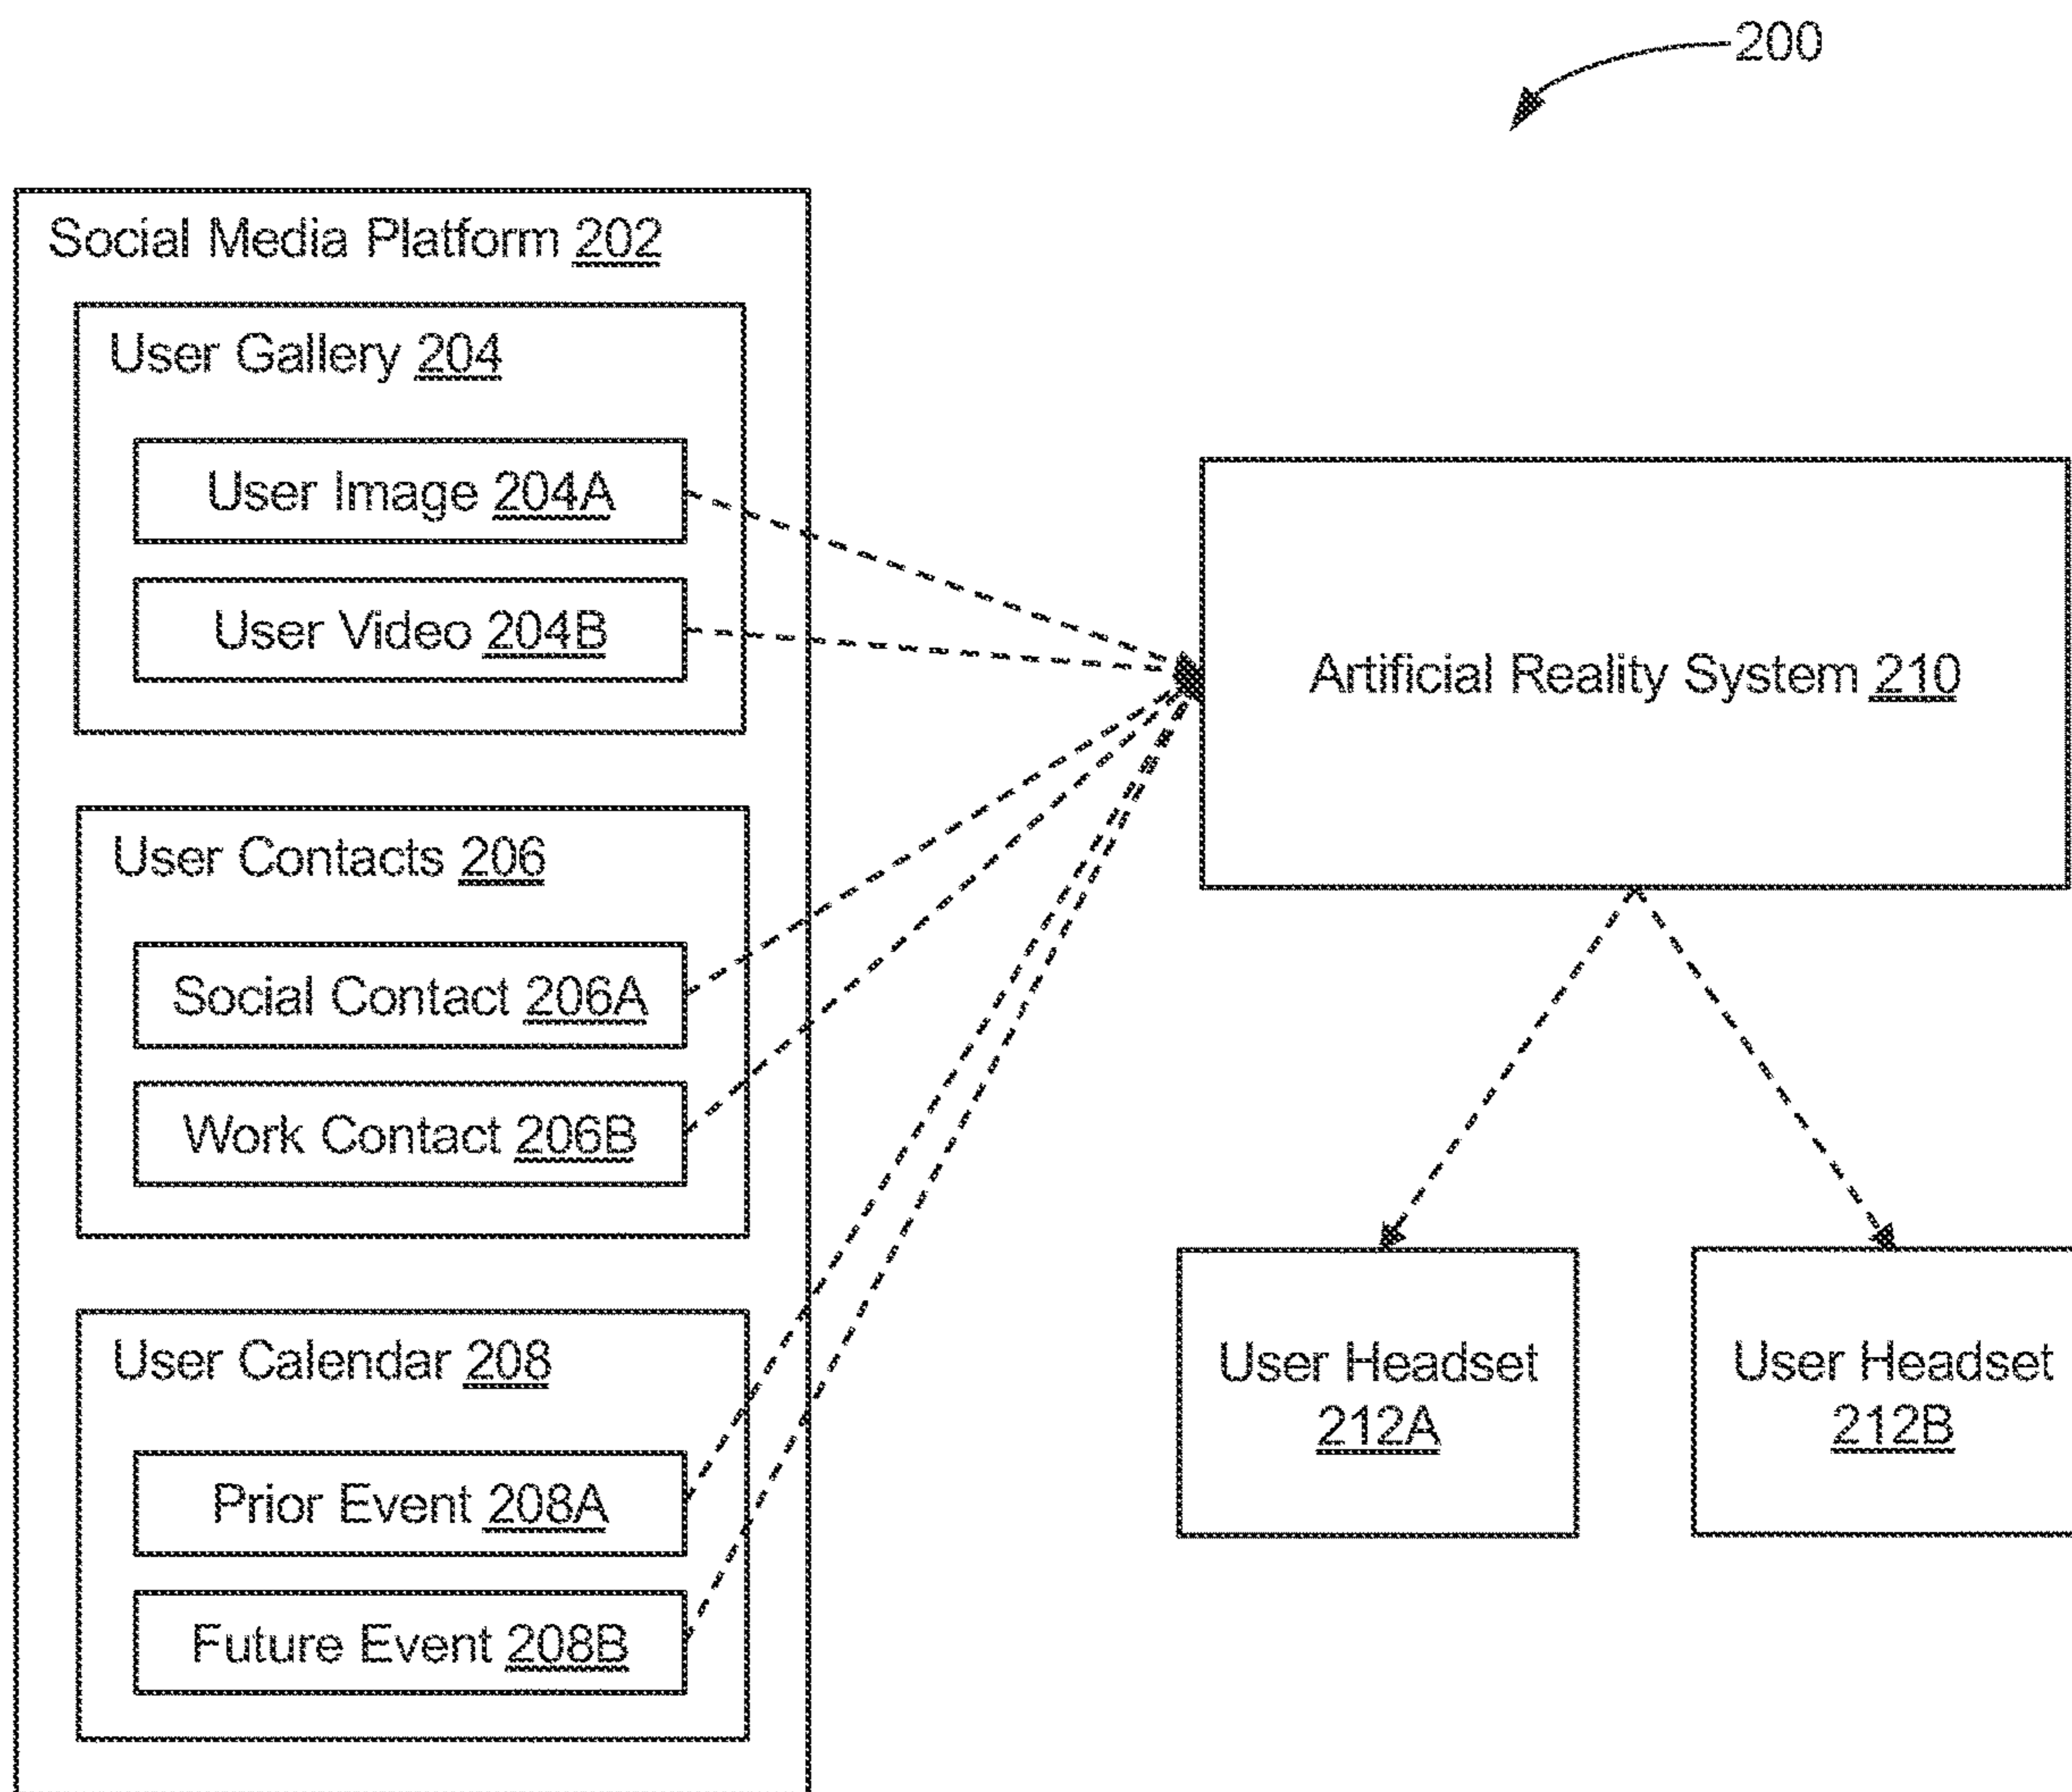 200
Social Media Platform 202
User Gallery 204
User Image 204A
User Video 204B
User Contacts 206
Social Contact 206A
Work Contact 206B
User Calendar 208
Prior Event 208A
Future Event 208B
Artificial Reality System 210
User Headset
212A
User Headset
212B